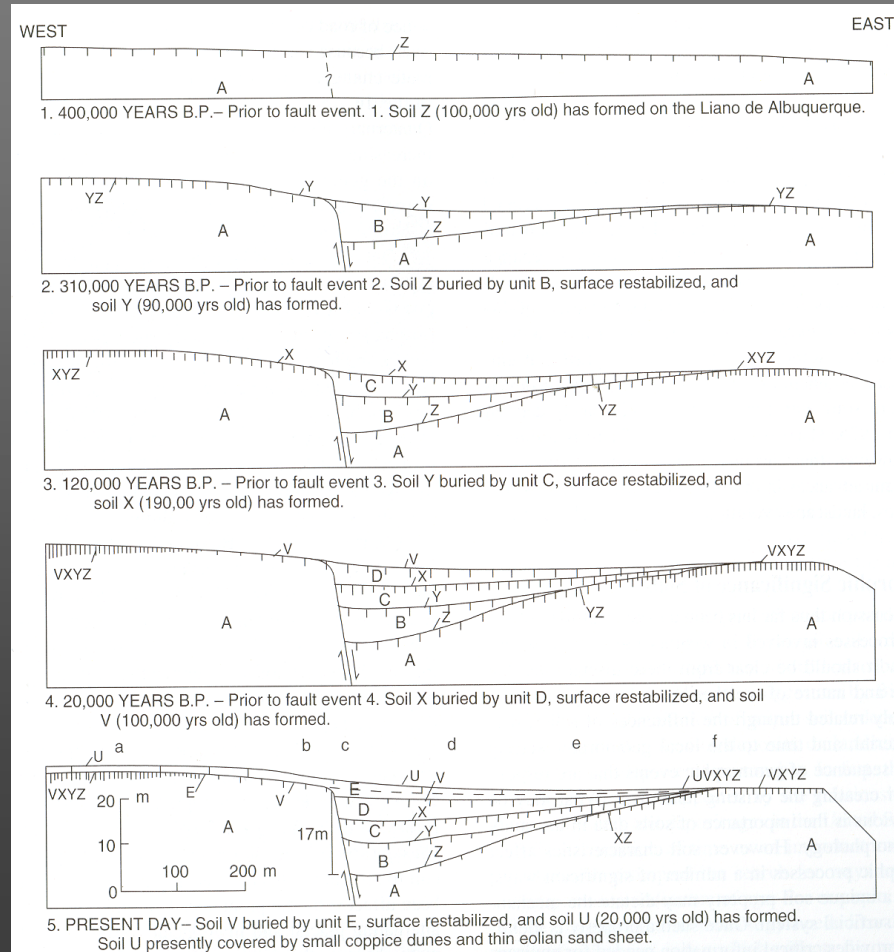 WEST EAST
Z
?
A A
1. 400,000 YEARS B.P.– Prior to fault event. 1. Soil Z (100,000 yrs old) has formed on the Liano de Albuquerque.
YZ Y Y YZ
B Z
A A A
2. 310,000 YEARS B.P. – Prior to fault event 2. Soil Z buried by unit B, surface restabilized, and
soil Y (90,000 yrs old) has formed.
X X XYZ
XYZ C Y
B Z YZ
A A A
3. 120,000 YEARS B.P. – Prior to fault event 3. Soil Y buried by unit C, surface restabilized, and
soil X (190,00 yrs old) has formed.
V V VXYZ
VXYZ D X
C Y
B Z YZ
A A A
4. 20,000 YEARS B.P. – Prior to fault event 4. Soil X buried by unit D, surface restabilized, and soil
V (100,000 yrs old) has formed.
a b c d e f
U U V UVXYZ VXYZ
VXYZ E V E
20 m D X
A 17m C Y XZ A
10 B Z
100 200 m A
0
5. PRESENT DAY– Soil V buried by unit E, surface restabilized, and soil U (20,000 yrs old) has formed.
Soil U presently covered by small coppice dunes and thin eolian sand sheet.